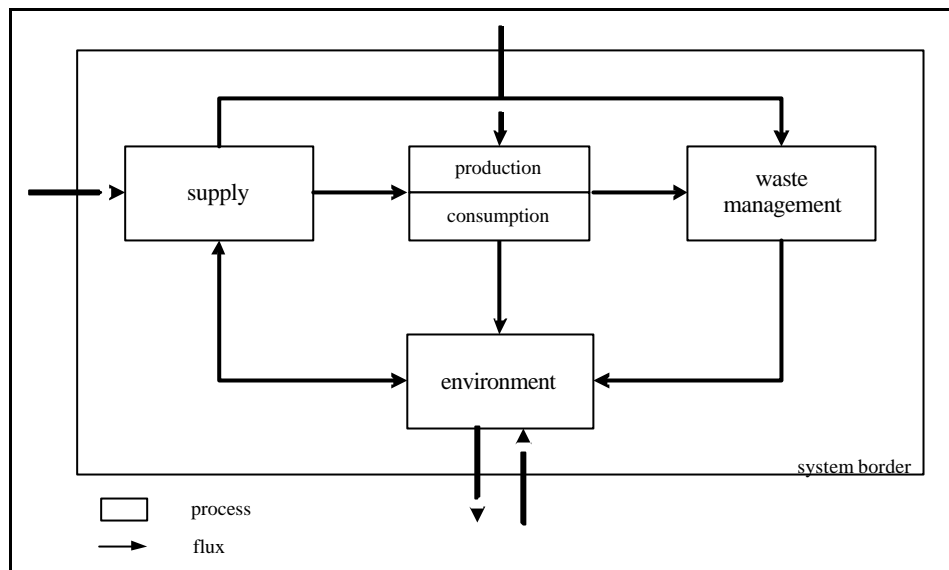 production
supply
consumption
waste
management
environment
system border
process
flux